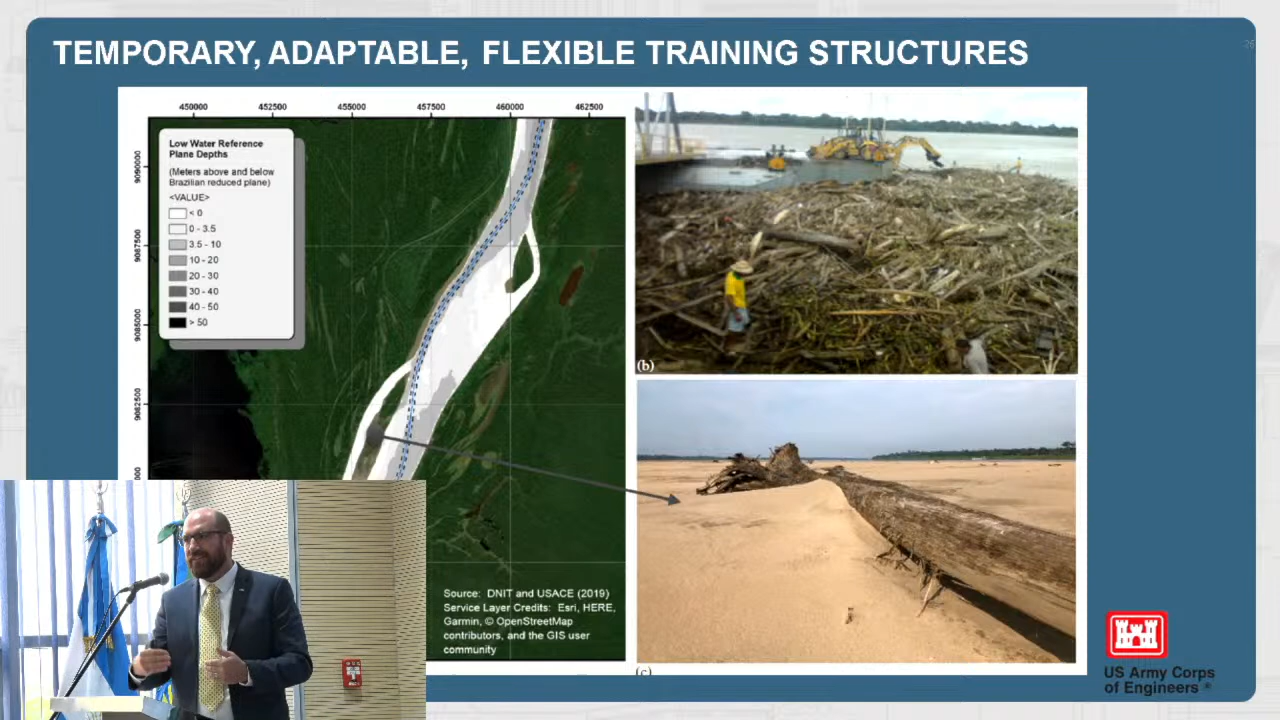 TEMPORARY, ADAPTABLE, FLEXIBLE TRAINING STRUCTURES
26
450000 452500 455000 457500 460000 462500
Low Water Reference
Plane Depths
(Meters above and below
Brazilian reduced plane)
<VALUE>
< 0
0 - 3.5
3.5 - 10
10 - 20
20 - 30
30 - 40
40 - 50
> 50
9090000
9087500
9085000
9082500
(b)
Source: DNIT and USACE (2019)
Service Layer Credits: Esri, HERE,
Garmin, © OpenStreetMap
contributors, and the GIS user
community
(c)
US Army Corps
of Engineers ®